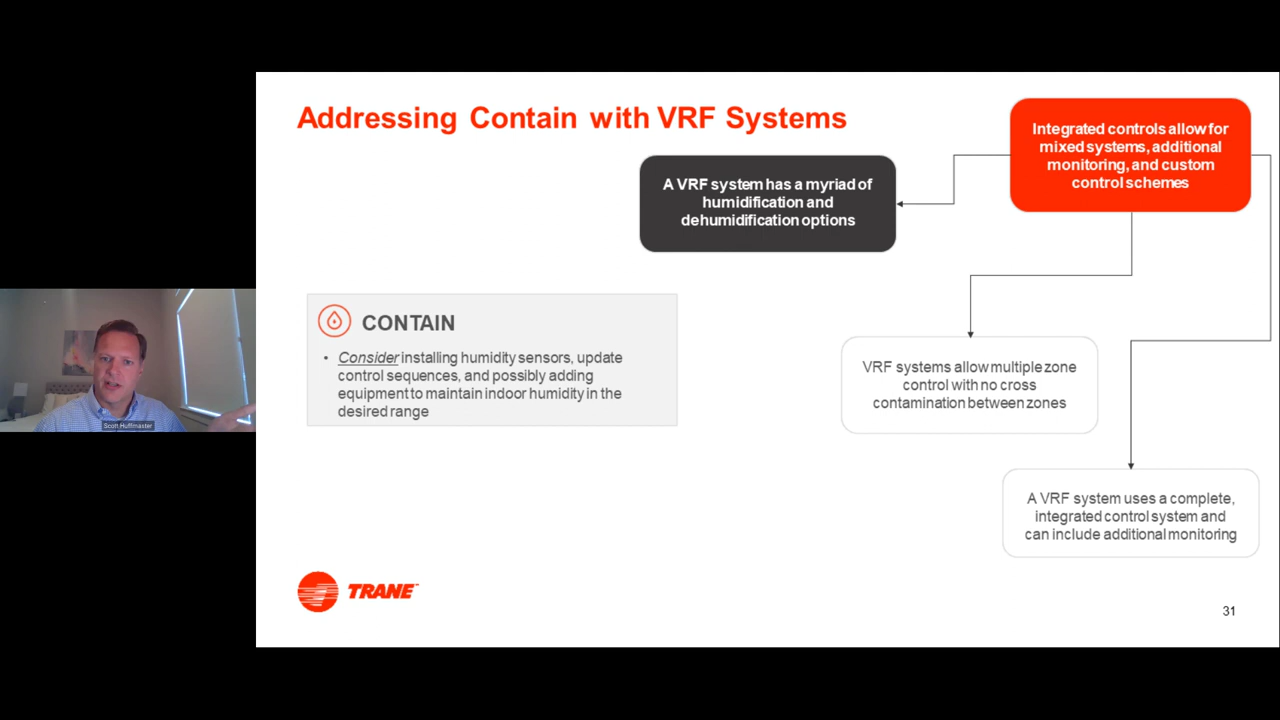 Addressing Contain with VRF Systems
Integrated controls allow for
mixed systems, additional
monitoring, and custom
control schemes
A VRF system has a myriad of
humidification and
dehumidification options
CONTAIN
• Consider installing humidity sensors, update
control sequences, and possibly adding
equipment to maintain indoor humidity in the
desired range
VRF systems allow multiple zone
control with no cross
contamination between zones
Scott Huffmaster
A VRF system uses a complete,
integrated control system and
can include additional monitoring
TRANE™
31